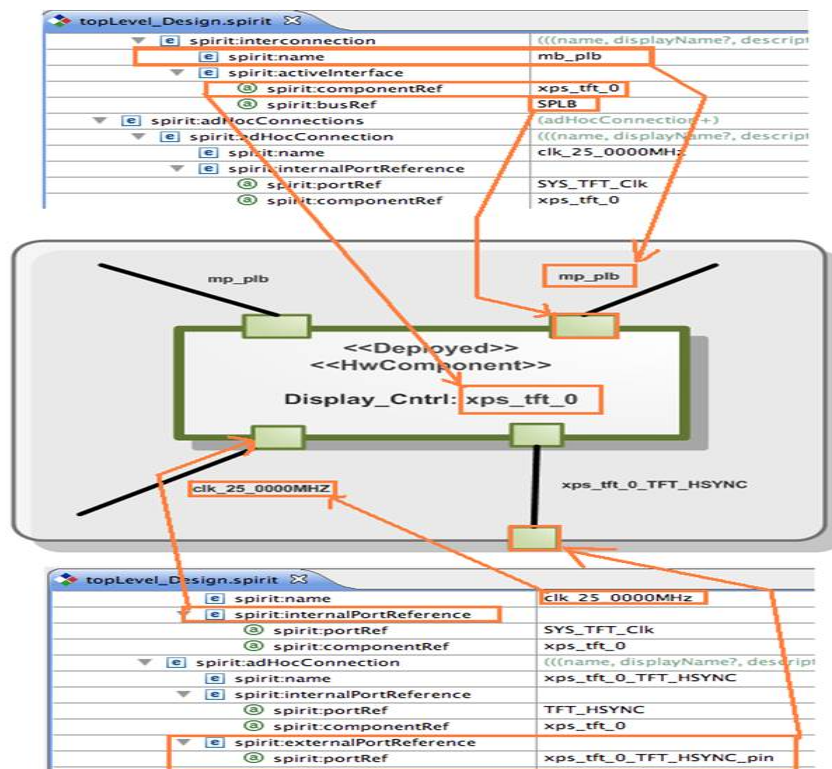 topLevel_Design.spirit
spirit:interconnection (((name, displayName?, descript
spirit:name mb_plb
spirit:activeInterface
spirit:componentRef xps_tft_0
spirit:busRef SPLB
spirit:adHocConnections (adHocConnection+)
spirit:adHocConnection (((name, displayName?, descript
spirit:name clk_25_0000MHz
spirit:internalPortReference
spirit:portRef SYS_TFT_Clk
spirit:componentRef xps_tft_0
mp_plb
mp_plb
<<Deployed>>
<<HwComponent>>
Display_Cntrl: xps_tft_0
clk_25_0000MHZ
xps_tft_0_TFT_HSYNC
topLevel_Design.spirit
spirit:name clk_25_0000MHz
spirit:internalPortReference
spirit:portRef SYS_TFT_Clk
spirit:componentRef xps_tft_0
spirit:adHocConnection (((name, displayName?, descript
spirit:name xps_tft_0_TFT_HSYNC
spirit:internalPortReference
spirit:portRef TFT_HSYNC
spirit:componentRef xps_tft_0
spirit:externalPortReference
spirit:portRef xps_tft_0_TFT_HSYNC_pin